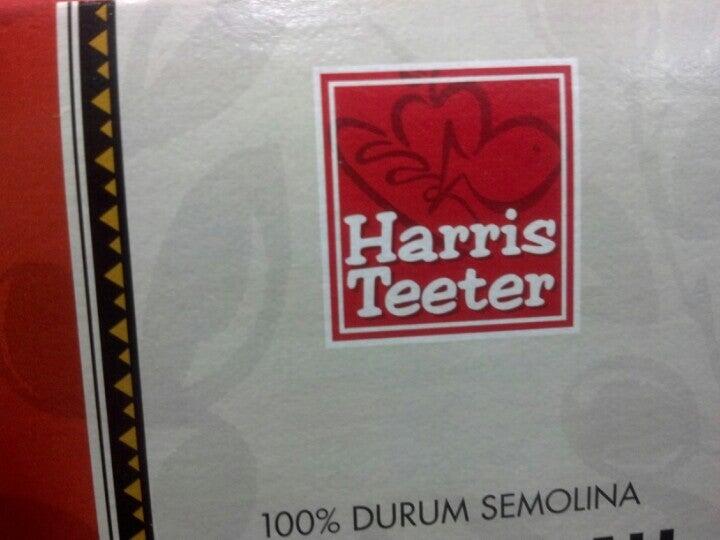 Harris
Teeter
100% DURUM SEMOLINA